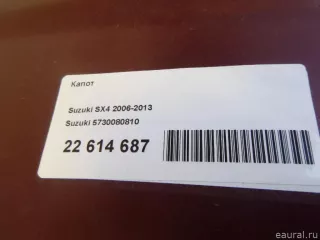 Капот
Suzuki SX4 2006-2013
Suzuki 5730080810
22 614 687
eaural.ru